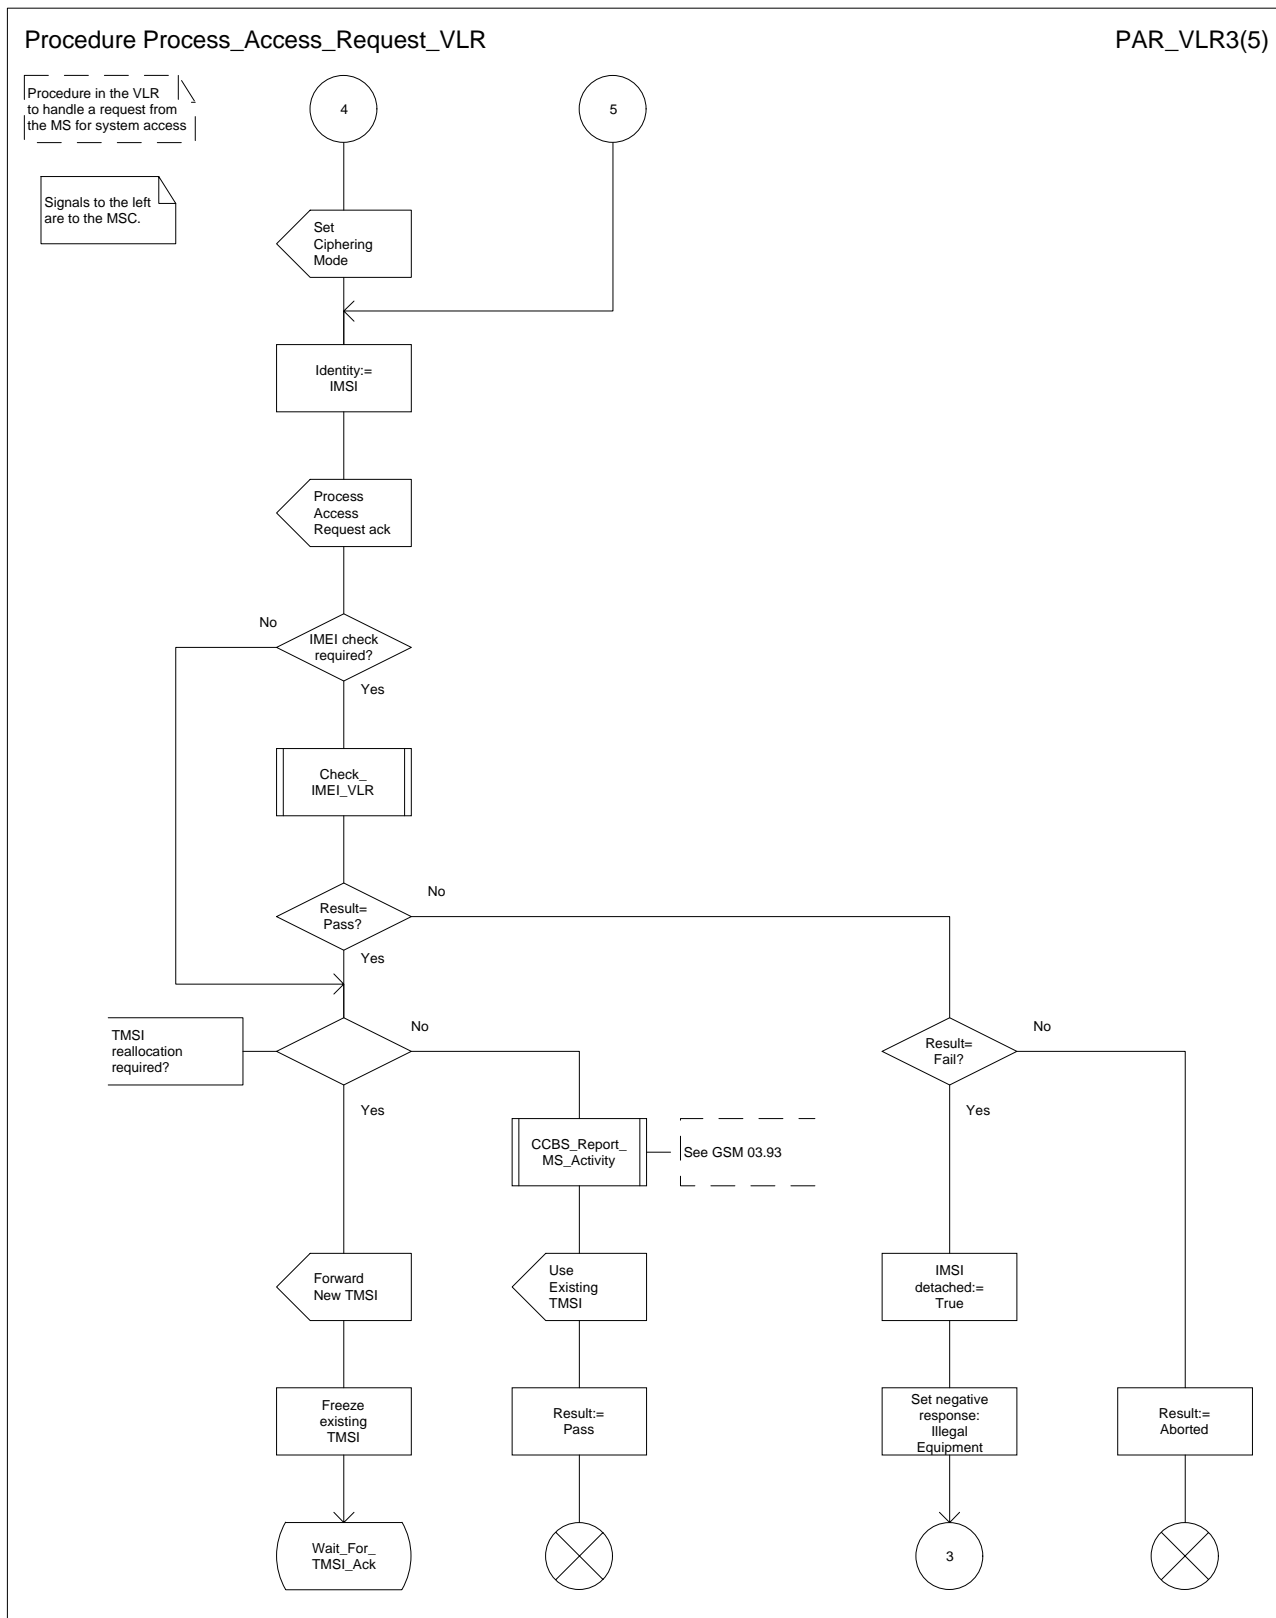 Procedure Process_Access_Request_VLR
PAR_VLR3(5)
Procedure in the VLR
to handle a request from
the MS for system access
4
5
Signals to the left
are to the MSC.
Set
Ciphering
Mode
Identity:=
IMSI
Process
Access
Request ack
No
IMEI check
required?
Yes
Check_
IMEI_VLR
No
Result=
Pass?
Yes
TMSI
reallocation
required?
No
No
Result=
Fail?
Yes
Yes
CCBS_Report_
MS_Activity
See GSM 03.93
Forward
New TMSI
Use
Existing
TMSI
IMSI
detached:=
True
Freeze
existing
TMSI
Result:=
Pass
Set negative
response:
Illegal
Equipment
Result:=
Aborted
Wait_For_
TMSI_Ack
3